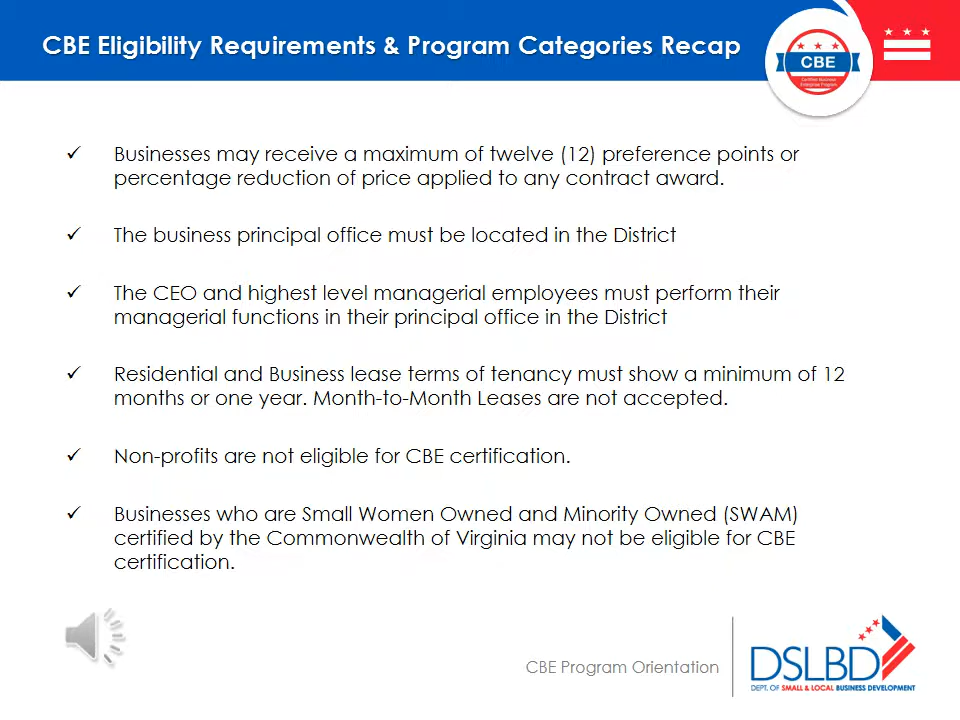 CBE Eligibility Requirements & Program Categories Recap
CBE
Certified Business
Enterprise Program
✓ Businesses may receive a maximum of twelve (12) preference points or
percentage reduction of price applied to any contract award.
✓ The business principal office must be located in the District
✓ The CEO and highest level managerial employees must perform their
managerial functions in their principal office in the District
✓ Residential and Business lease terms of tenancy must show a minimum of 12
months or one year. Month-to-Month Leases are not accepted.
✓ Non-profits are not eligible for CBE certification.
✓ Businesses who are Small Women Owned and Minority Owned (SWAM)
certified by the Commonwealth of Virginia may not be eligible for CBE
certification.
CBE Program Orientation
DSLBD
DEPT. OF SMALL & LOCAL BUSINESS DEVELOPMENT